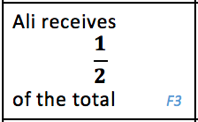 Ali receives
1
2
of the total F3